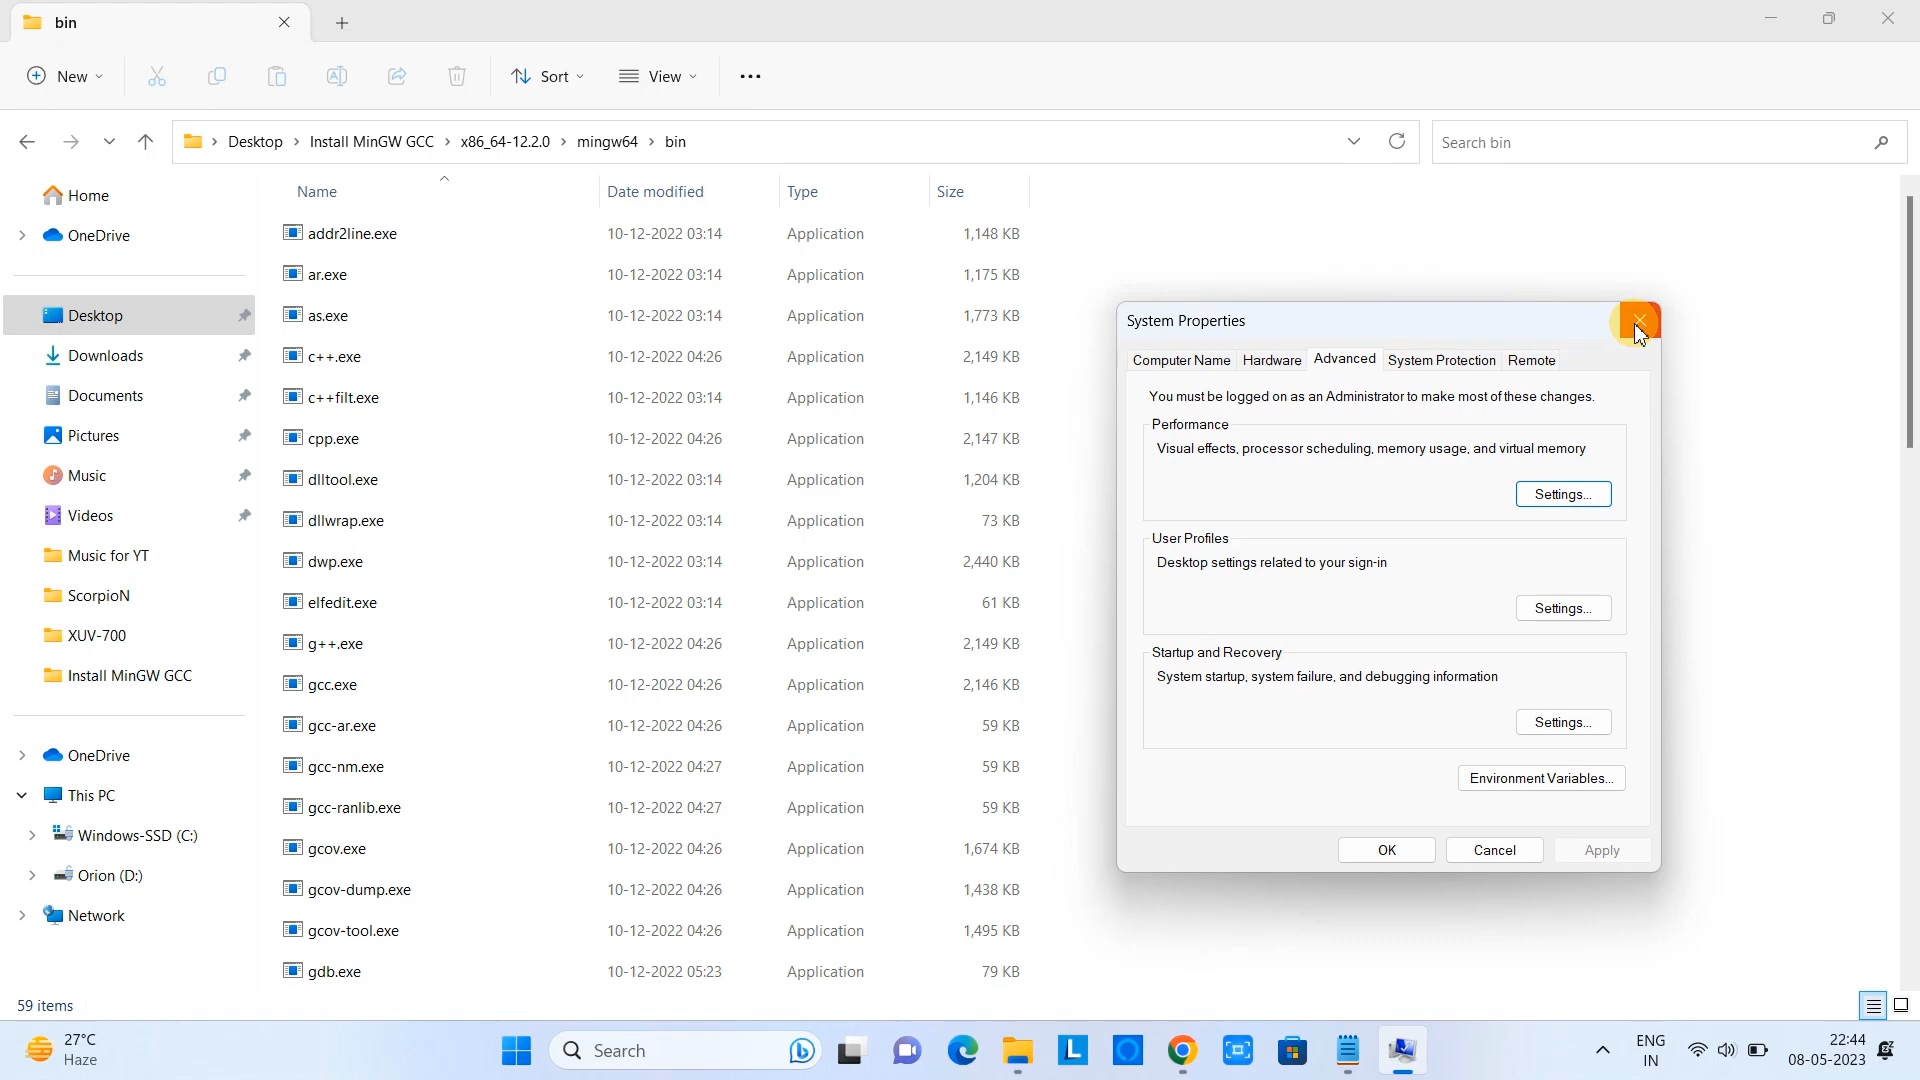 bin
New
Sort
View
Desktop > Install MinGW GCC > x86_64-12.2.0 > mingw64 > bin
Search bin
Home
OneDrive
Desktop
Downloads
Documents
Pictures
Music
Videos
Music for YT
ScorpioN
XUV-700
Install MinGW GCC
OneDrive
This PC
Windows-SSD (C:)
Orion (D:)
Network
Name Date modified Type Size
addr2line.exe 10-12-2022 03:14 Application 1,148 KB
ar.exe 10-12-2022 03:14 Application 1,175 KB
as.exe 10-12-2022 03:14 Application 1,773 KB
c++.exe 10-12-2022 04:26 Application 2,149 KB
c++filt.exe 10-12-2022 03:14 Application 1,146 KB
cpp.exe 10-12-2022 04:26 Application 2,147 KB
dlltool.exe 10-12-2022 03:14 Application 1,204 KB
dllwrap.exe 10-12-2022 03:14 Application 73 KB
dwp.exe 10-12-2022 03:14 Application 2,440 KB
elfedit.exe 10-12-2022 03:14 Application 61 KB
g++.exe 10-12-2022 04:26 Application 2,149 KB
gcc.exe 10-12-2022 04:26 Application 2,146 KB
gcc-ar.exe 10-12-2022 04:26 Application 59 KB
gcc-nm.exe 10-12-2022 04:27 Application 59 KB
gcc-ranlib.exe 10-12-2022 04:27 Application 59 KB
gcov.exe 10-12-2022 04:26 Application 1,674 KB
gcov-dump.exe 10-12-2022 04:26 Application 1,438 KB
gcov-tool.exe 10-12-2022 04:26 Application 1,495 KB
gdb.exe 10-12-2022 05:23 Application 79 KB
System Properties
Computer Name Hardware Advanced System Protection Remote
You must be logged on as an Administrator to make most of these changes.
Performance
Visual effects, processor scheduling, memory usage, and virtual memory
Settings...
User Profiles
Desktop settings related to your sign-in
Settings...
Startup and Recovery
System startup, system failure, and debugging information
Settings...
Environment Variables...
OK Cancel Apply
59 items
27°C
Haze
Search
L
ENG
IN
22:44
08-05-2023